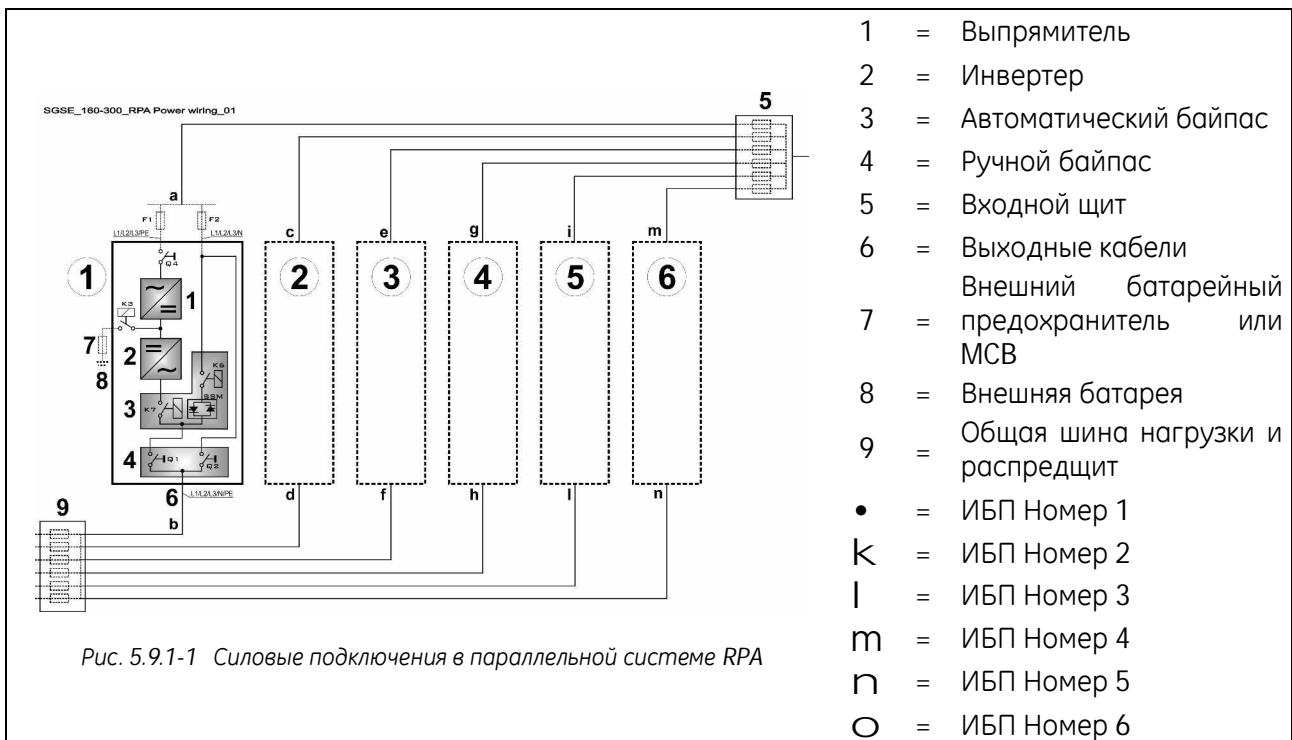 SGSE_160-300_RPA Power wiring_01
5
a
F1
F2
L1/L2/L3/PE
L1/L2/L3/N
c
e
g
i
m
1
2
3
4
5
6
Q4
1
K3
7
8
2
K6
SSM
3
K7
4
Q1
Q2
6
L1/L2/L3/N/PE
b
d
f
h
l
n
9
Рис. 5.9.1-1 Силовые подключения в параллельной системе RPA
1 = Выпрямитель
2 = Инвертер
3 = Автоматический байпас
4 = Ручной байпас
5 = Входной щит
6 = Выходные кабели
Внешний батарейный
7 = предохранитель или
МСВ
8 = Внешняя батарея
9 = Общая шина нагрузки и
распредщит
• = ИБП Номер 1
k = ИБП Номер 2
l = ИБП Номер 3
m = ИБП Номер 4
n = ИБП Номер 5
o = ИБП Номер 6